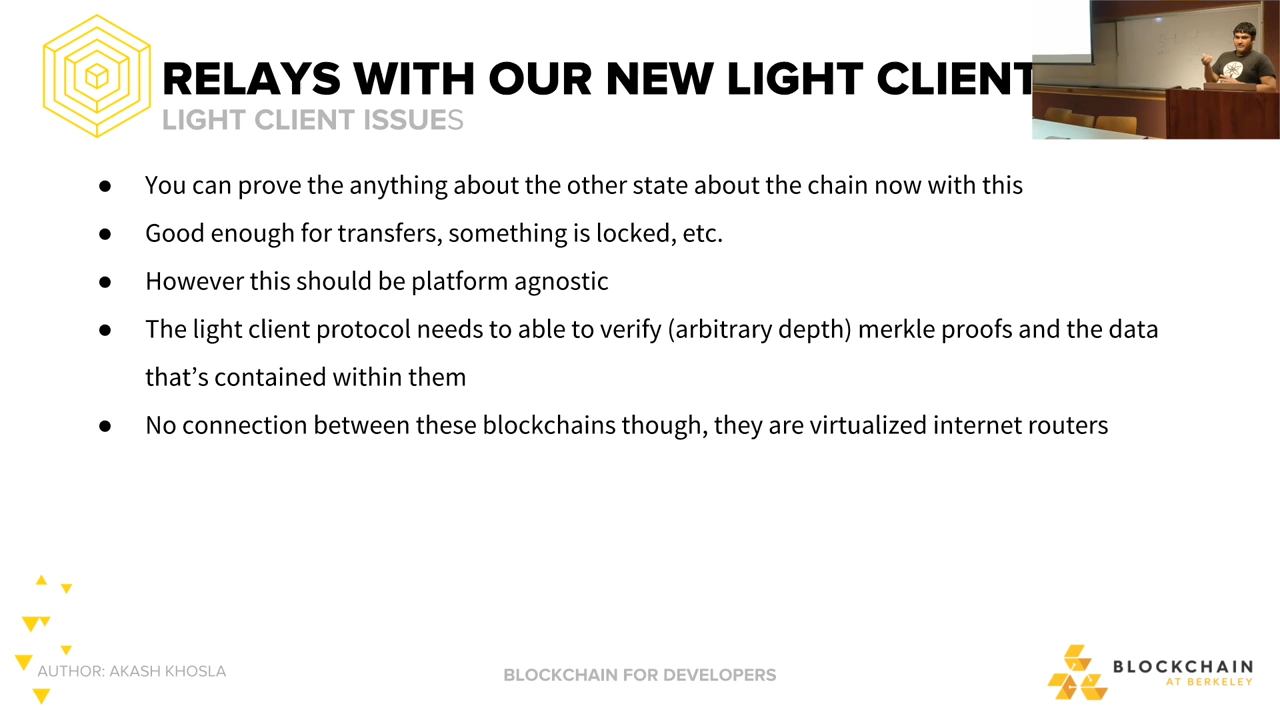 RELAYS WITH OUR NEW LIGHT CLIENT
LIGHT CLIENT ISSUES
● You can prove the anything about the other state about the chain now with this
● Good enough for transfers, something is locked, etc.
● However this should be platform agnostic
● The light client protocol needs to able to verify (arbitrary depth) merkle proofs and the data
that’s contained within them
● No connection between these blockchains though, they are virtualized internet routers
AUTHOR: AKASH KHOSLA
BLOCKCHAIN FOR DEVELOPERS
BLOCKCHAIN
AT BERKELEY